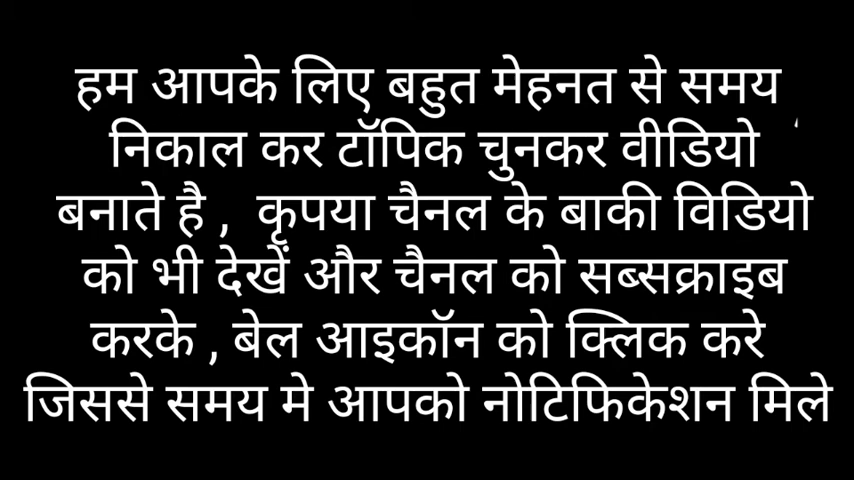 हम आपके लिए बहुत मेहनत से समय
निकाल कर टॉपिक चुनकर वीडियो
बनाते है , कृपया चैनल के बाकी विडियो
को भी देखें और चैनल को सब्सक्राइब
करके , बेल आइकॉन को क्लिक करे
जिससे समय मे आपको नोटिफिकेशन मिले